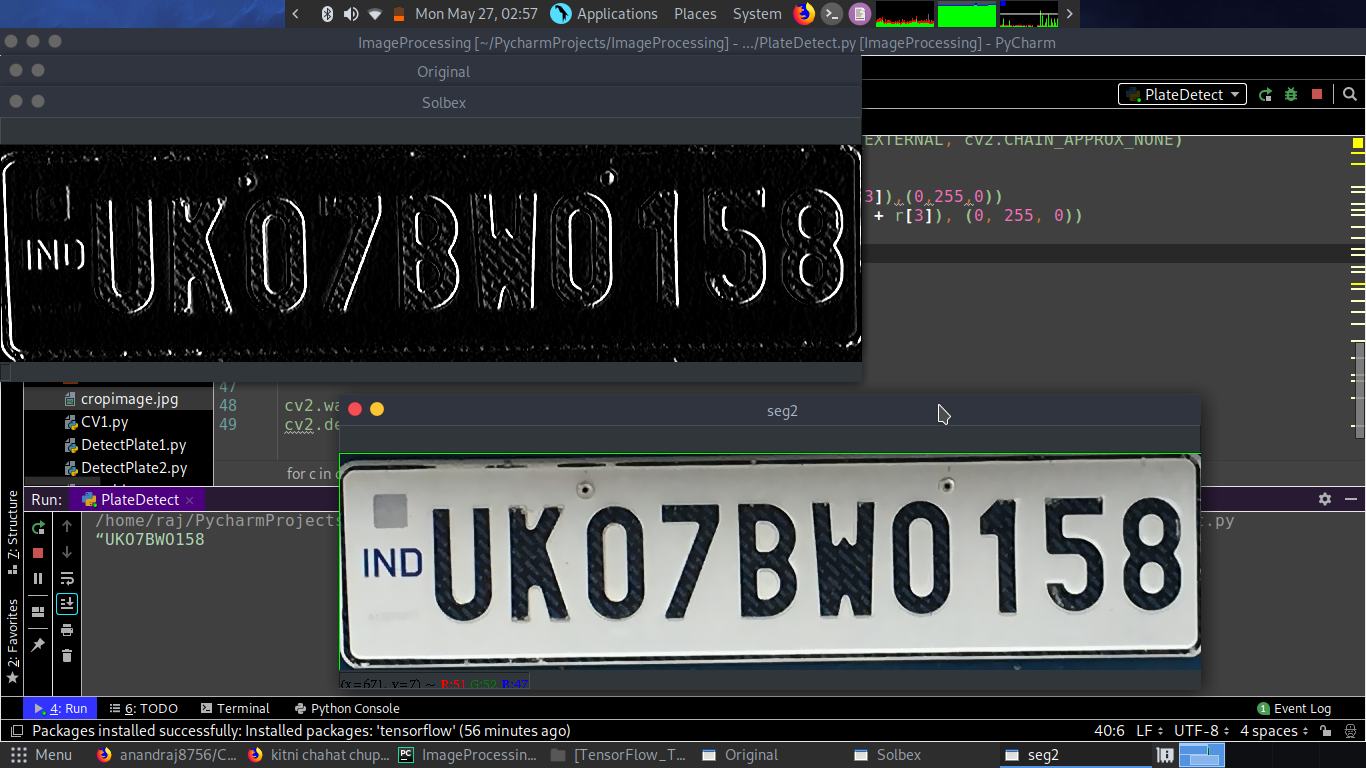 Mon May 27, 02:57 Applications Places System
ImageProcessing [~/PycharmProjects/ImageProcessing] - .../PlateDetect.py [ImageProcessing] - PyCharm
Original
Solbex
PlateDetect
EXTERNAL, cv2.CHAIN_APPROX_NONE)
3]),(0,255,0))
+ r[3]), (0, 255, 0))
IND UK07BW0158
47
cropimage.jpg
48 cv2.wa
CV1.py
49 cv2.de
DetectPlate1.py
DetectPlate2.py
for c in c
seg2
IND UK07BW0158
(x=671, y=7) ~ R:51 G:52 B:47
Run: PlateDetect
/home/raj/PycharmProjects
t.py
“UKO7BWO158
7: Structure
2: Favorites
4: Run 6: TODO Terminal Python Console 1 Event Log
Packages installed successfully: Installed packages: 'tensorflow' (56 minutes ago) 40:6 LF UTF-8 4 spaces
Menu anandraj8756/C... kitni chahat chup... ImageProcessin... [TensorFlow_T... Original Solbex seg2